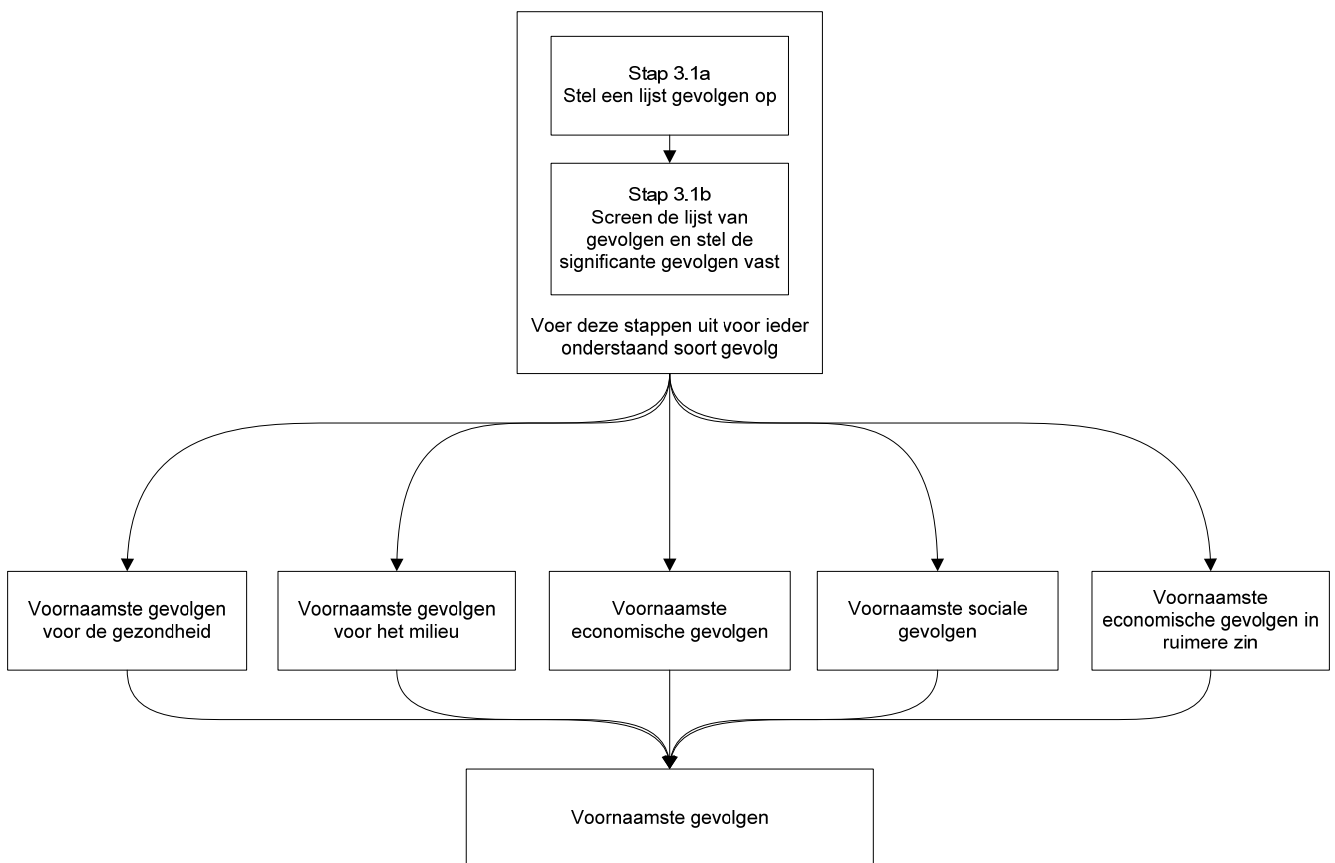 Stap 3.1a
Stel een lijst gevolgen op
Stap 3.1b
Screen de lijst van
gevolgen en stel de
significante gevolgen vast
Voer deze stappen uit voor ieder
onderstaand soort gevolg
Voornaamste gevolgen
voor de gezondheid
Voornaamste gevolgen
voor het milieu
Voornaamste
economische gevolgen
Voornaamste sociale
gevolgen
Voornaamste
economische gevolgen in
ruimere zin
Voornaamste gevolgen